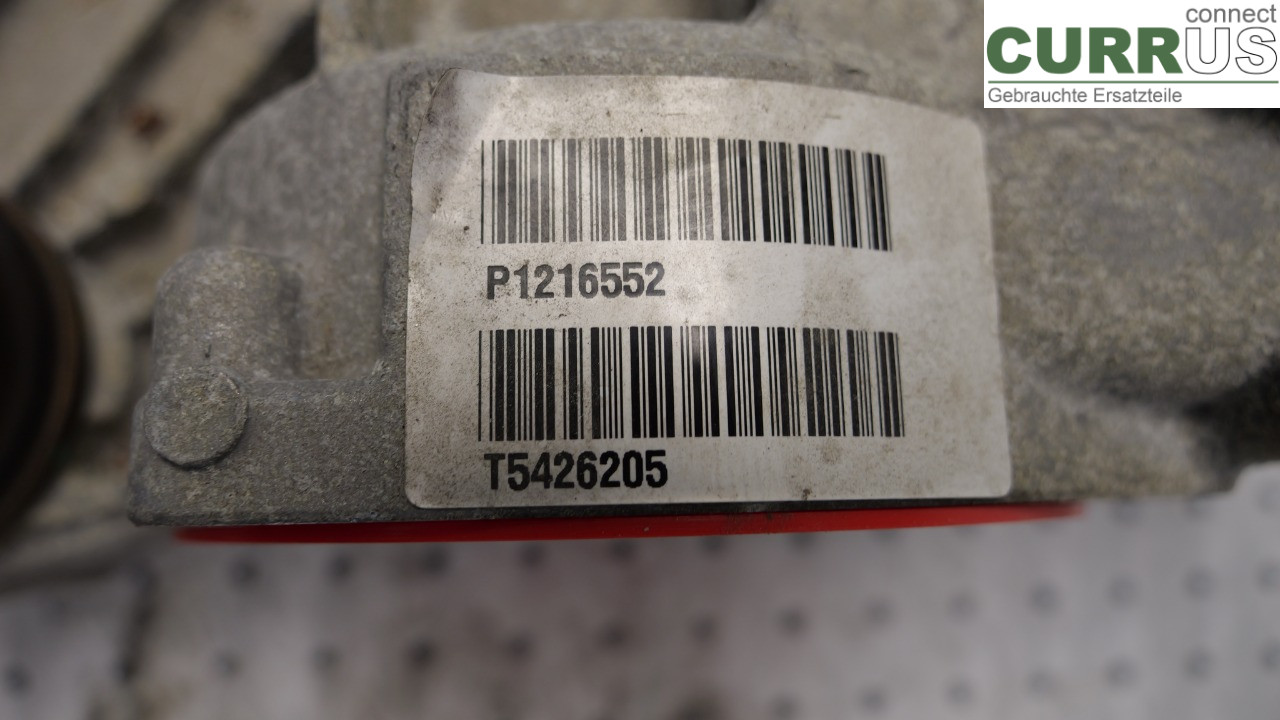 connect
CURRUS
Gebrauchte Ersatzteile
P1216552
T5426205